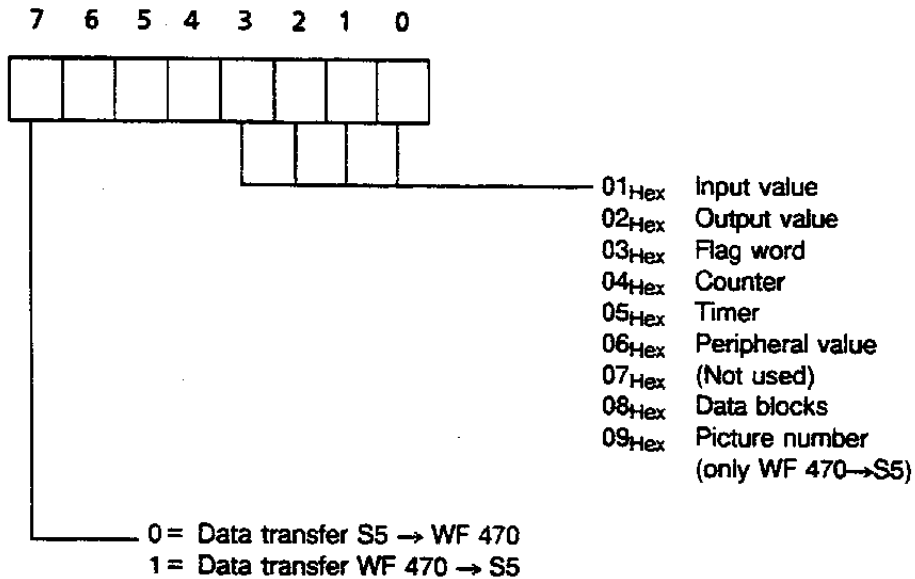 7 6 5 4 3 2 1 0
01Hex Input value
02Hex Output value
03Hex Flag word
04Hex Counter
05Hex Timer
06Hex Peripheral value
07Hex (Not used)
08Hex Data blocks
09Hex Picture number
(only WF 470→S5)
0 = Data transfer S5 → WF 470
1 = Data transfer WF 470 → S5